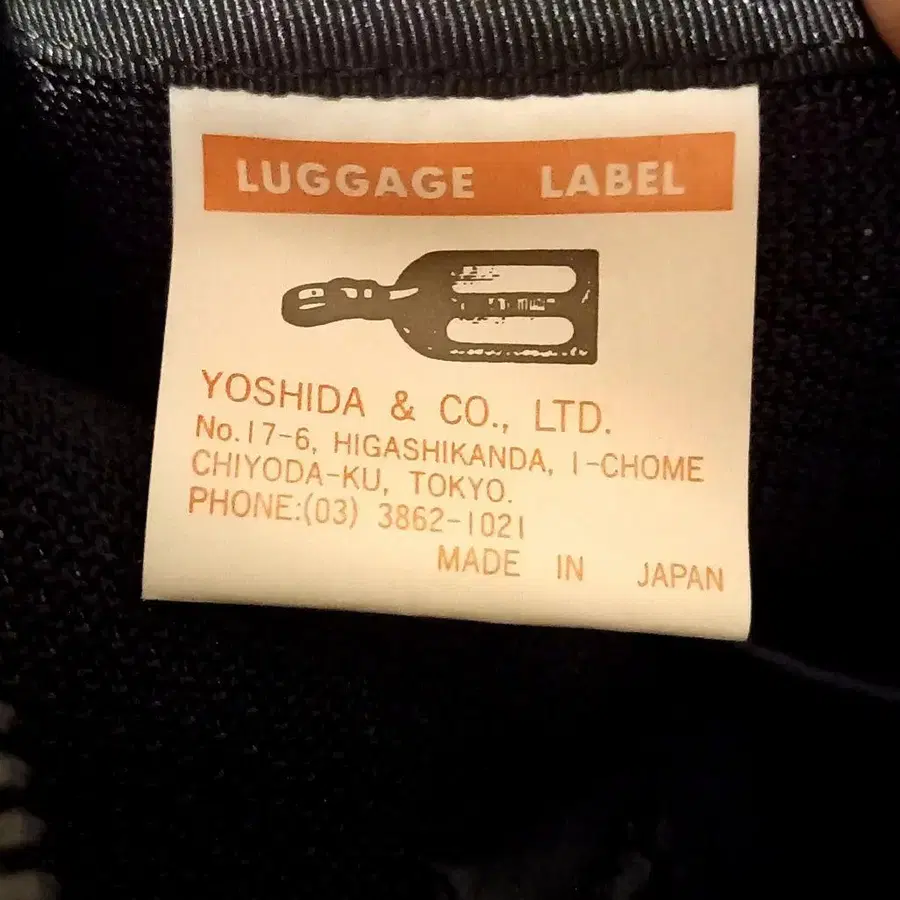 LUGGAGE LABEL
YOSHIDA & CO., LTD.
No.17-6, HIGASHIKANDA, 1-CHOME
CHIYODA-KU, TOKYO.
PHONE:(03) 3862-1021
MADE IN JAPAN